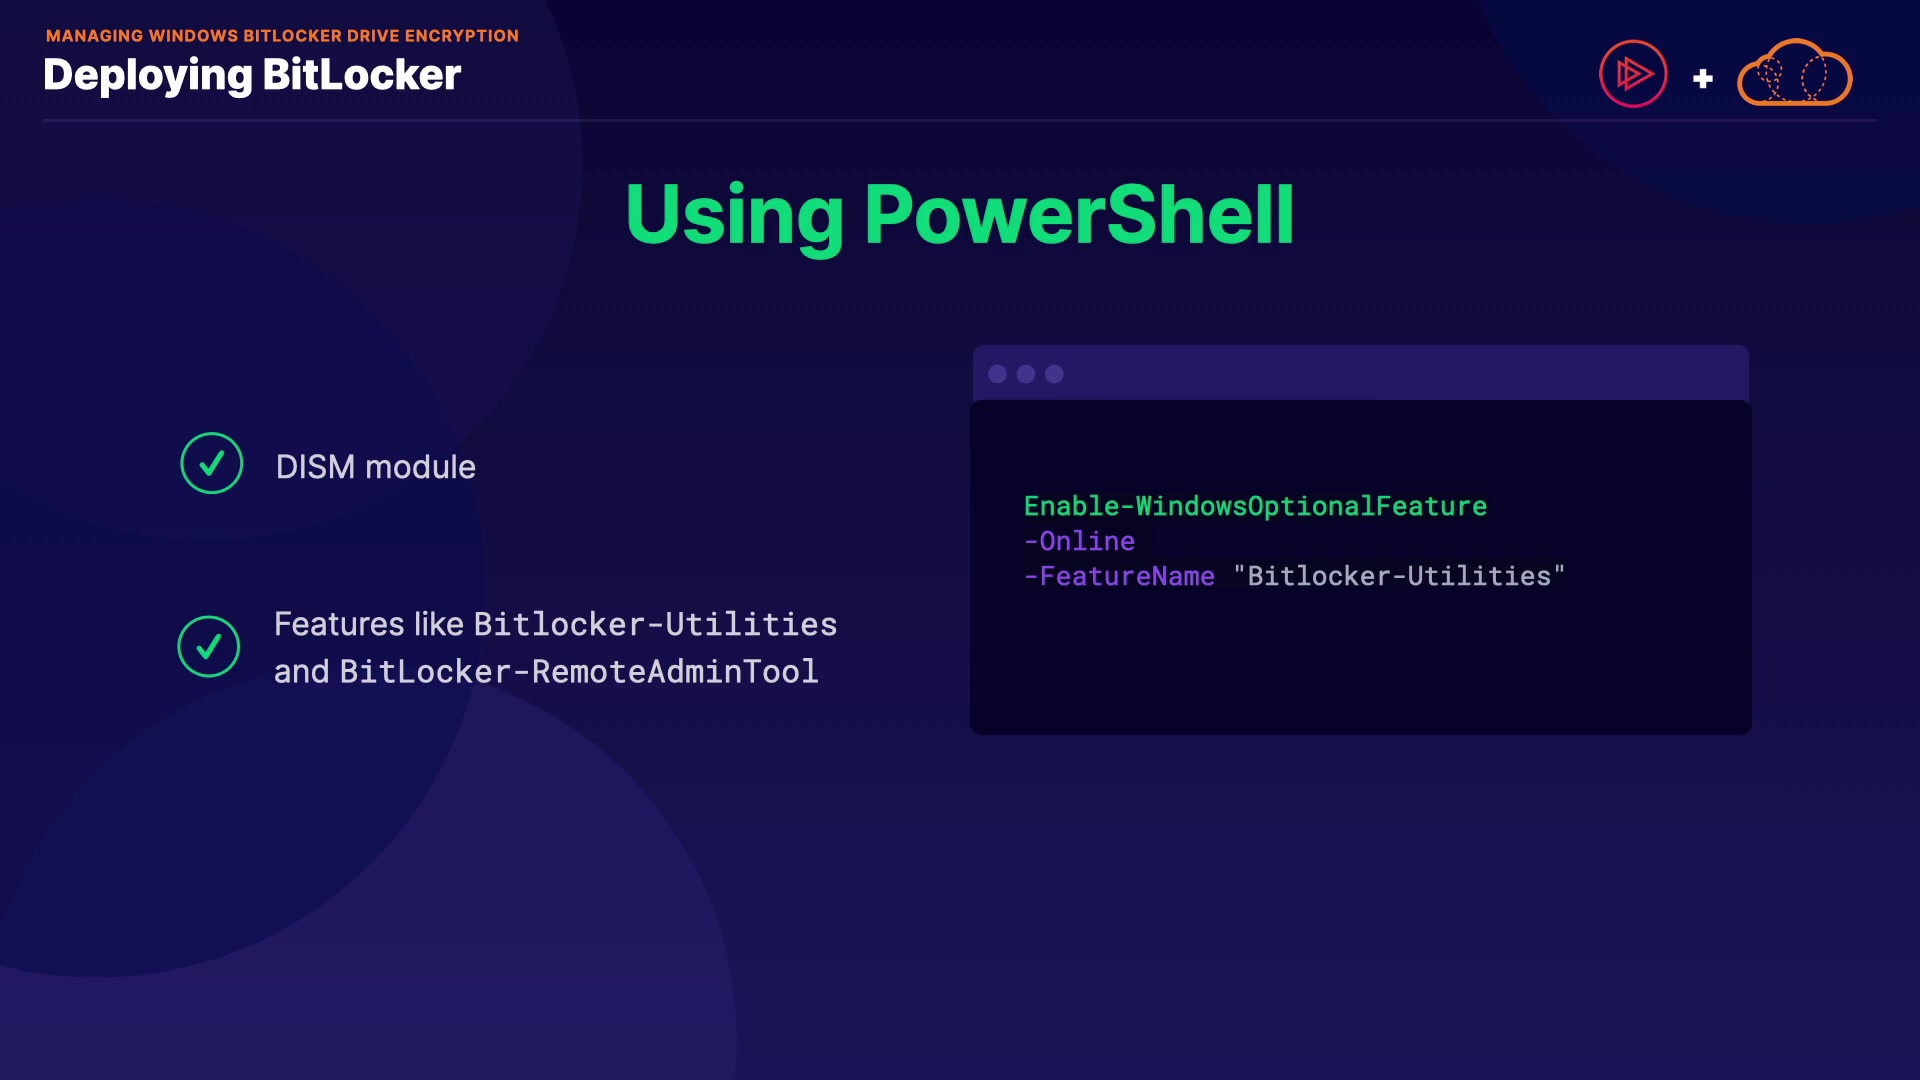 MANAGING WINDOWS BITLOCKER DRIVE ENCRYPTION
Deploying BitLocker
Using PowerShell
DISM module
Features like Bitlocker-Utilities
and BitLocker-RemoteAdminTool
Enable-WindowsOptionalFeature
-Online
-FeatureName "Bitlocker-Utilities"